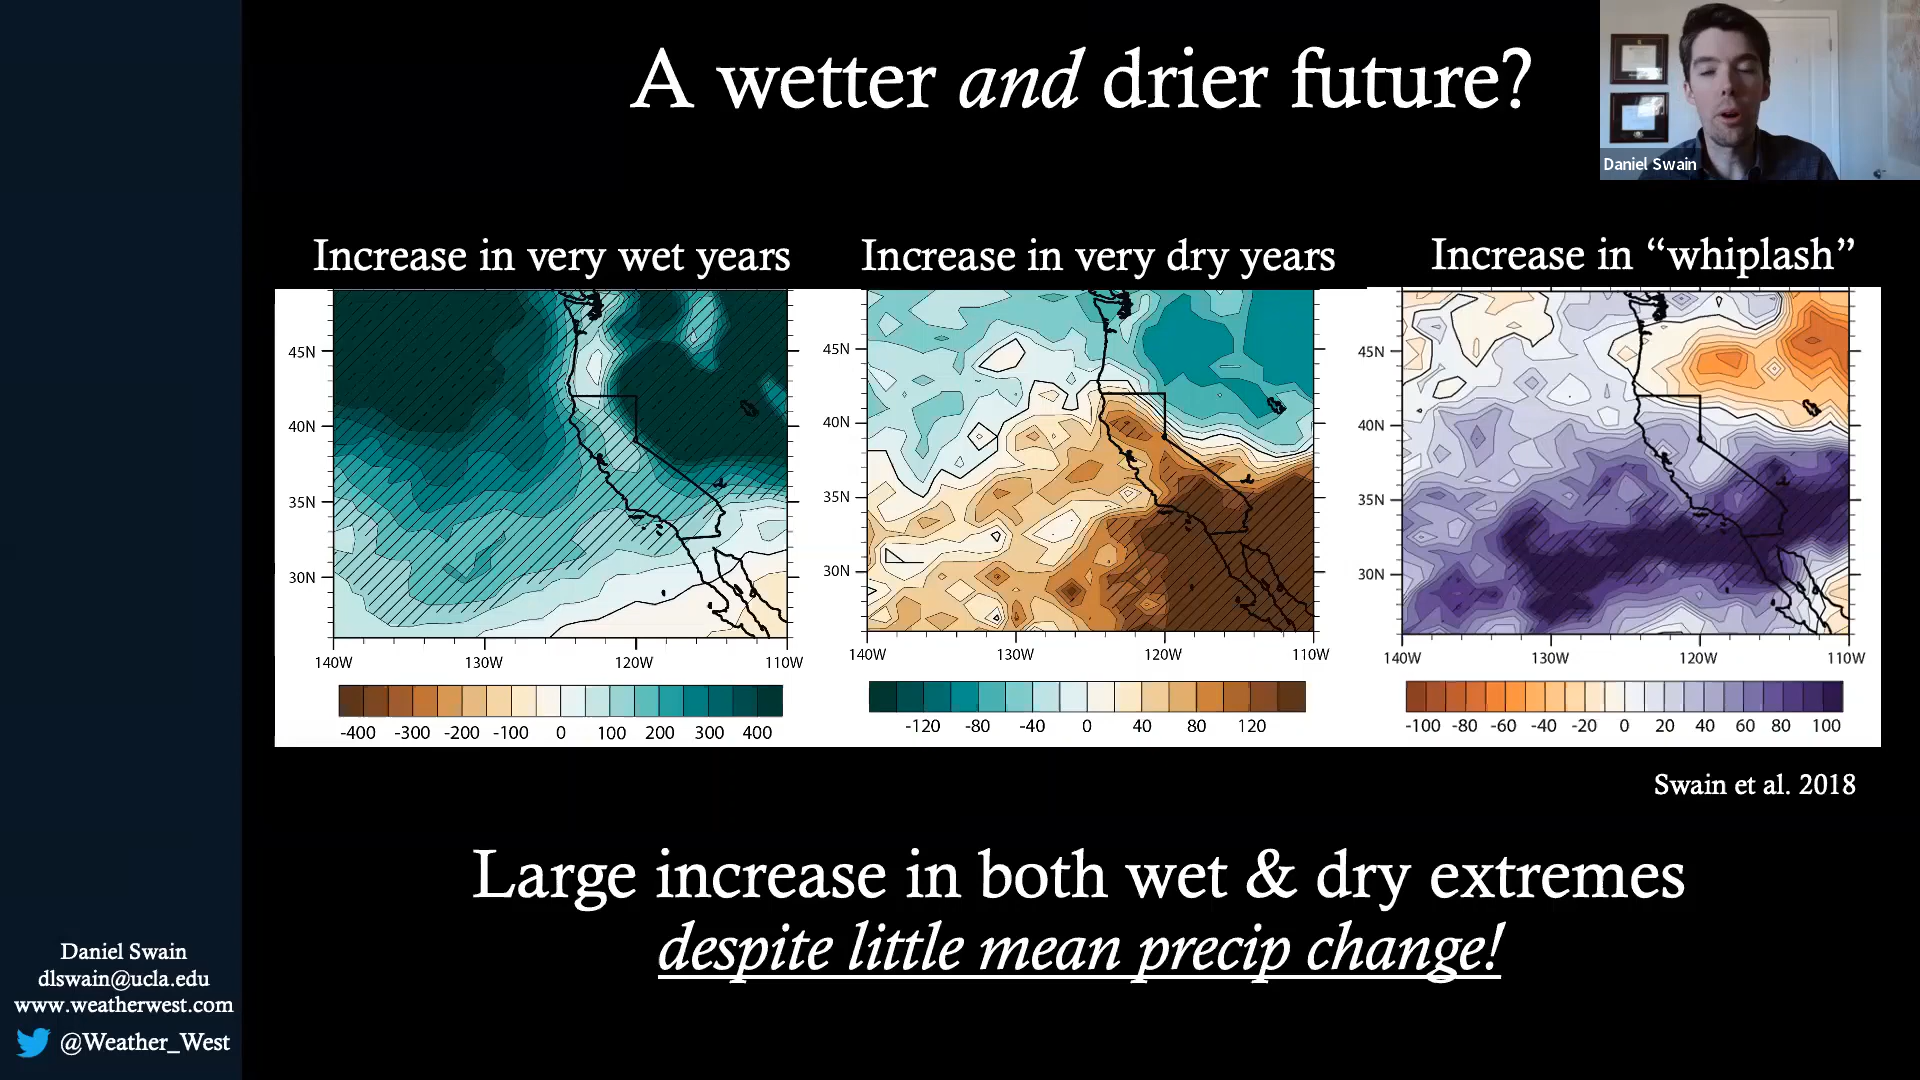 A wetter and drier future?
Daniel Swain
Increase in very wet years
Increase in very dry years
Increase in “whiplash”
45N
40N
35N
30N
140W 130W 120W 110W
-400 -300 -200 -100 0 100 200 300 400
45N
40N
35N
30N
140W 130W 120W 110W
-120 -80 -40 0 40 80 120
45N
40N
35N
30N
140W 130W 120W 110W
-100 -80 -60 -40 -20 0 20 40 60 80 100
Swain et al. 2018
Large increase in both wet & dry extremes
despite little mean precip change!
Daniel Swain
dlswain@ucla.edu
www.weatherwest.com
@Weather_West